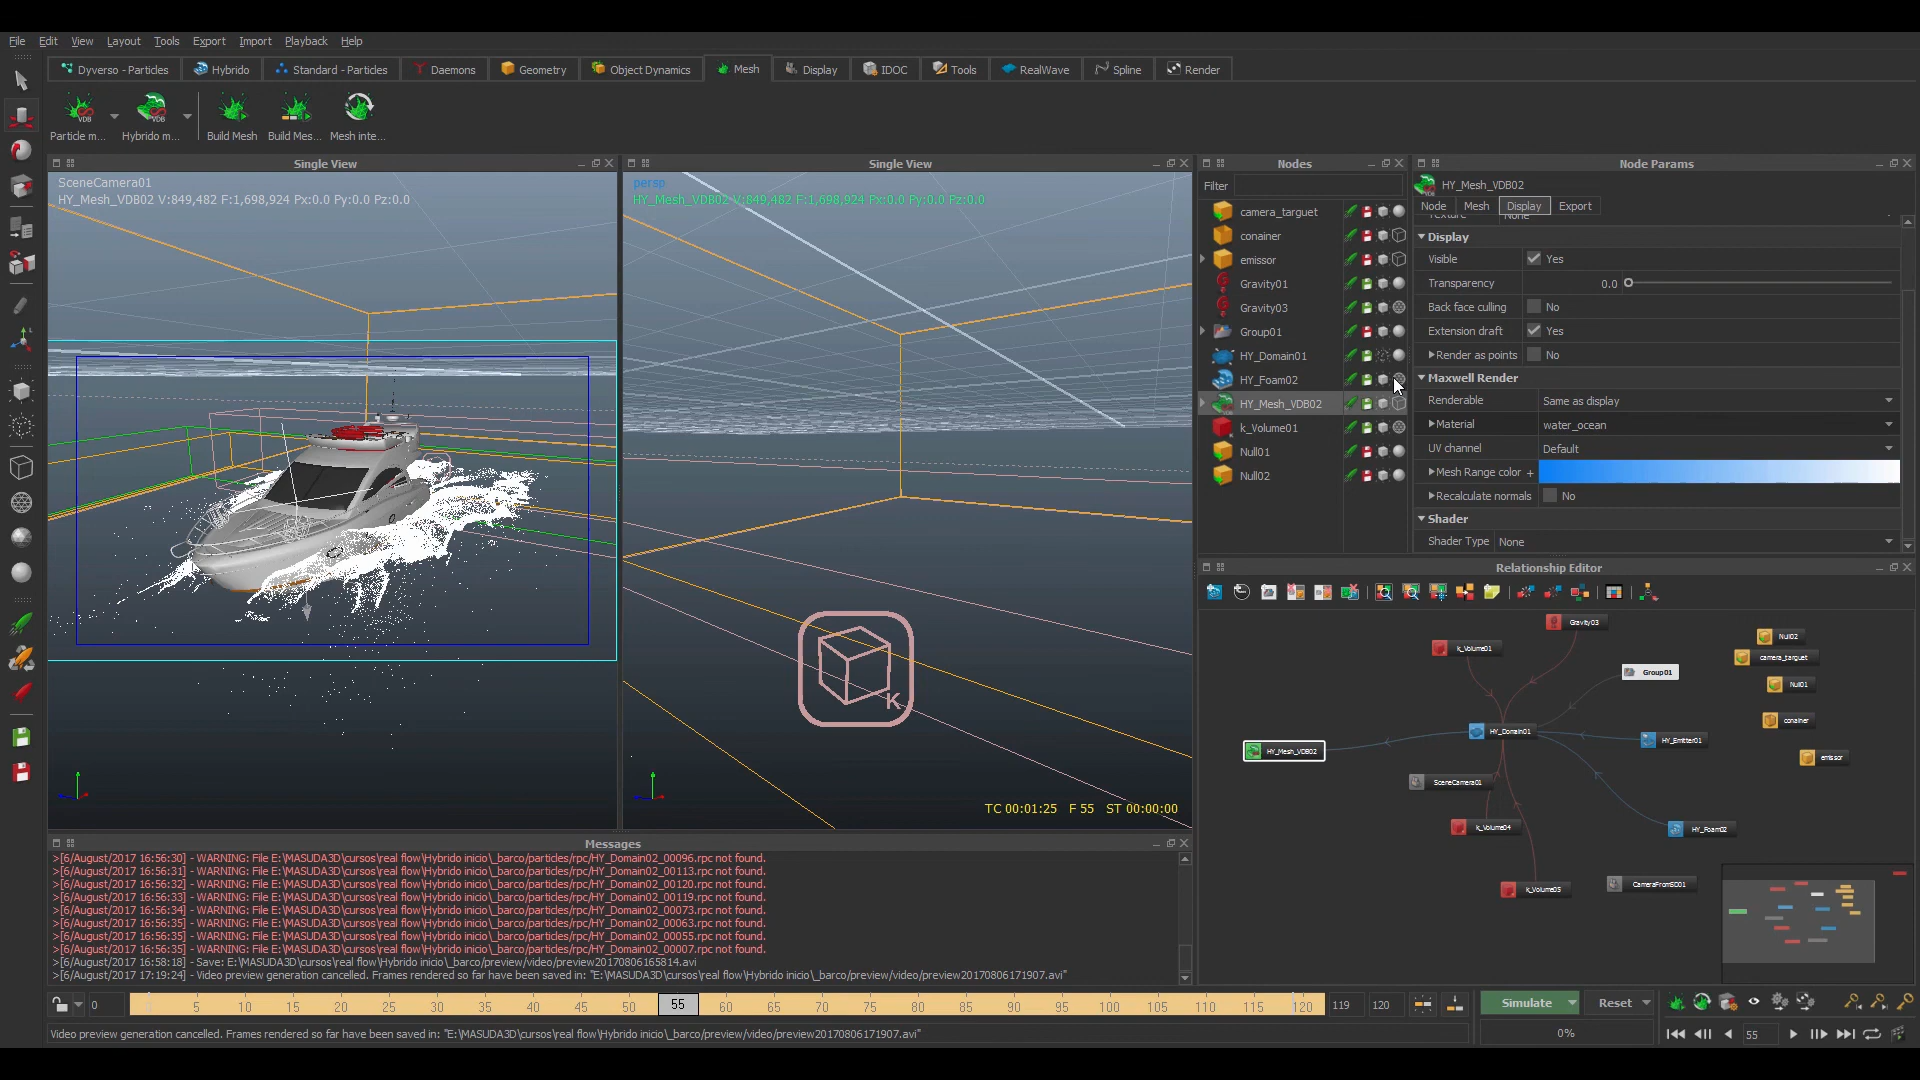 File Edit View Layout Tools Export Import Playback Help
Dyverso - Particles Hybrido Standard - Particles Daemons Geometry Object Dynamics Mesh Display IDOC Tools RealWave Spline Render
Particle m... Hybrido m... Build Mesh Build Mes... Mesh inte...
Single View
SceneCamera01
HY_Mesh_VDB02 V:849,482 F:1,698,924 Px:0.0 Py:0.0 Pz:0.0
Single View
persp
HY_Mesh_VDB02 V:849,482 F:1,698,924 Px:0.0 Py:0.0 Pz:0.0
K
TC 00:01:25 F 55 ST 00:00:00
Nodes
Filter
camera_targuet
conainer
emissor
Gravity01
Gravity03
Group01
HY_Domain01
HY_Foam02
HY_Mesh_VDB02
k_Volume01
Null01
Null02
Node Params
HY_Mesh_VDB02
Node Mesh Display Export
Texture None
Display
Visible Yes
Transparency 0.0
Back face culling No
Extension draft Yes
Render as points No
Maxwell Render
Renderable Same as display
Material water_ocean
UV channel Default
Mesh Range color +
Recalculate normals No
Shader
Shader Type None
Relationship Editor
Gravity03
k_Volume01
Null02
camera_targuet
Group01
Null01
conainer
HY_Domain01
HY_Emitter01
HY_Mesh_VDB02
emissor
SceneCamera01
k_Volume04
HY_Foam02
k_Volume05
CameraFromSD01
Messages
>[6/August/2017 16:56:30] - WARNING: File E:\MASUDA3D\cursos\real flow\Hybrido inicio\_barco/particles/rpc/HY_Domain02_00096.rpc not found.
>[6/August/2017 16:56:31] - WARNING: File E:\MASUDA3D\cursos\real flow\Hybrido inicio\_barco/particles/rpc/HY_Domain02_00113.rpc not found.
>[6/August/2017 16:56:32] - WARNING: File E:\MASUDA3D\cursos\real flow\Hybrido inicio\_barco/particles/rpc/HY_Domain02_00120.rpc not found.
>[6/August/2017 16:56:33] - WARNING: File E:\MASUDA3D\cursos\real flow\Hybrido inicio\_barco/particles/rpc/HY_Domain02_00119.rpc not found.
>[6/August/2017 16:56:34] - WARNING: File E:\MASUDA3D\cursos\real flow\Hybrido inicio\_barco/particles/rpc/HY_Domain02_00073.rpc not found.
>[6/August/2017 16:56:35] - WARNING: File E:\MASUDA3D\cursos\real flow\Hybrido inicio\_barco/particles/rpc/HY_Domain02_00063.rpc not found.
>[6/August/2017 16:56:35] - WARNING: File E:\MASUDA3D\cursos\real flow\Hybrido inicio\_barco/particles/rpc/HY_Domain02_00055.rpc not found.
>[6/August/2017 16:56:35] - WARNING: File E:\MASUDA3D\cursos\real flow\Hybrido inicio\_barco/particles/rpc/HY_Domain02_00007.rpc not found.
>[6/August/2017 16:58:18] - Save: E:\MASUDA3D\cursos\real flow\Hybrido inicio\_barco/preview/video/preview20170806165814.avi
>[6/August/2017 17:19:24] - Video preview generation cancelled. Frames rendered so far have been saved in: "E:\MASUDA3D\cursos\real flow\Hybrido inicio\_barco/preview/video/preview20170806171907.avi"
0 5 10 15 20 25 30 35 40 45 50 55 60 65 70 75 80 85 90 95 100 105 110 115 120 119 120
Simulate Reset
Video preview generation cancelled. Frames rendered so far have been saved in: "E:\MASUDA3D\cursos\real flow\Hybrido inicio\_barco/preview/video/preview20170806171907.avi"
0% 55